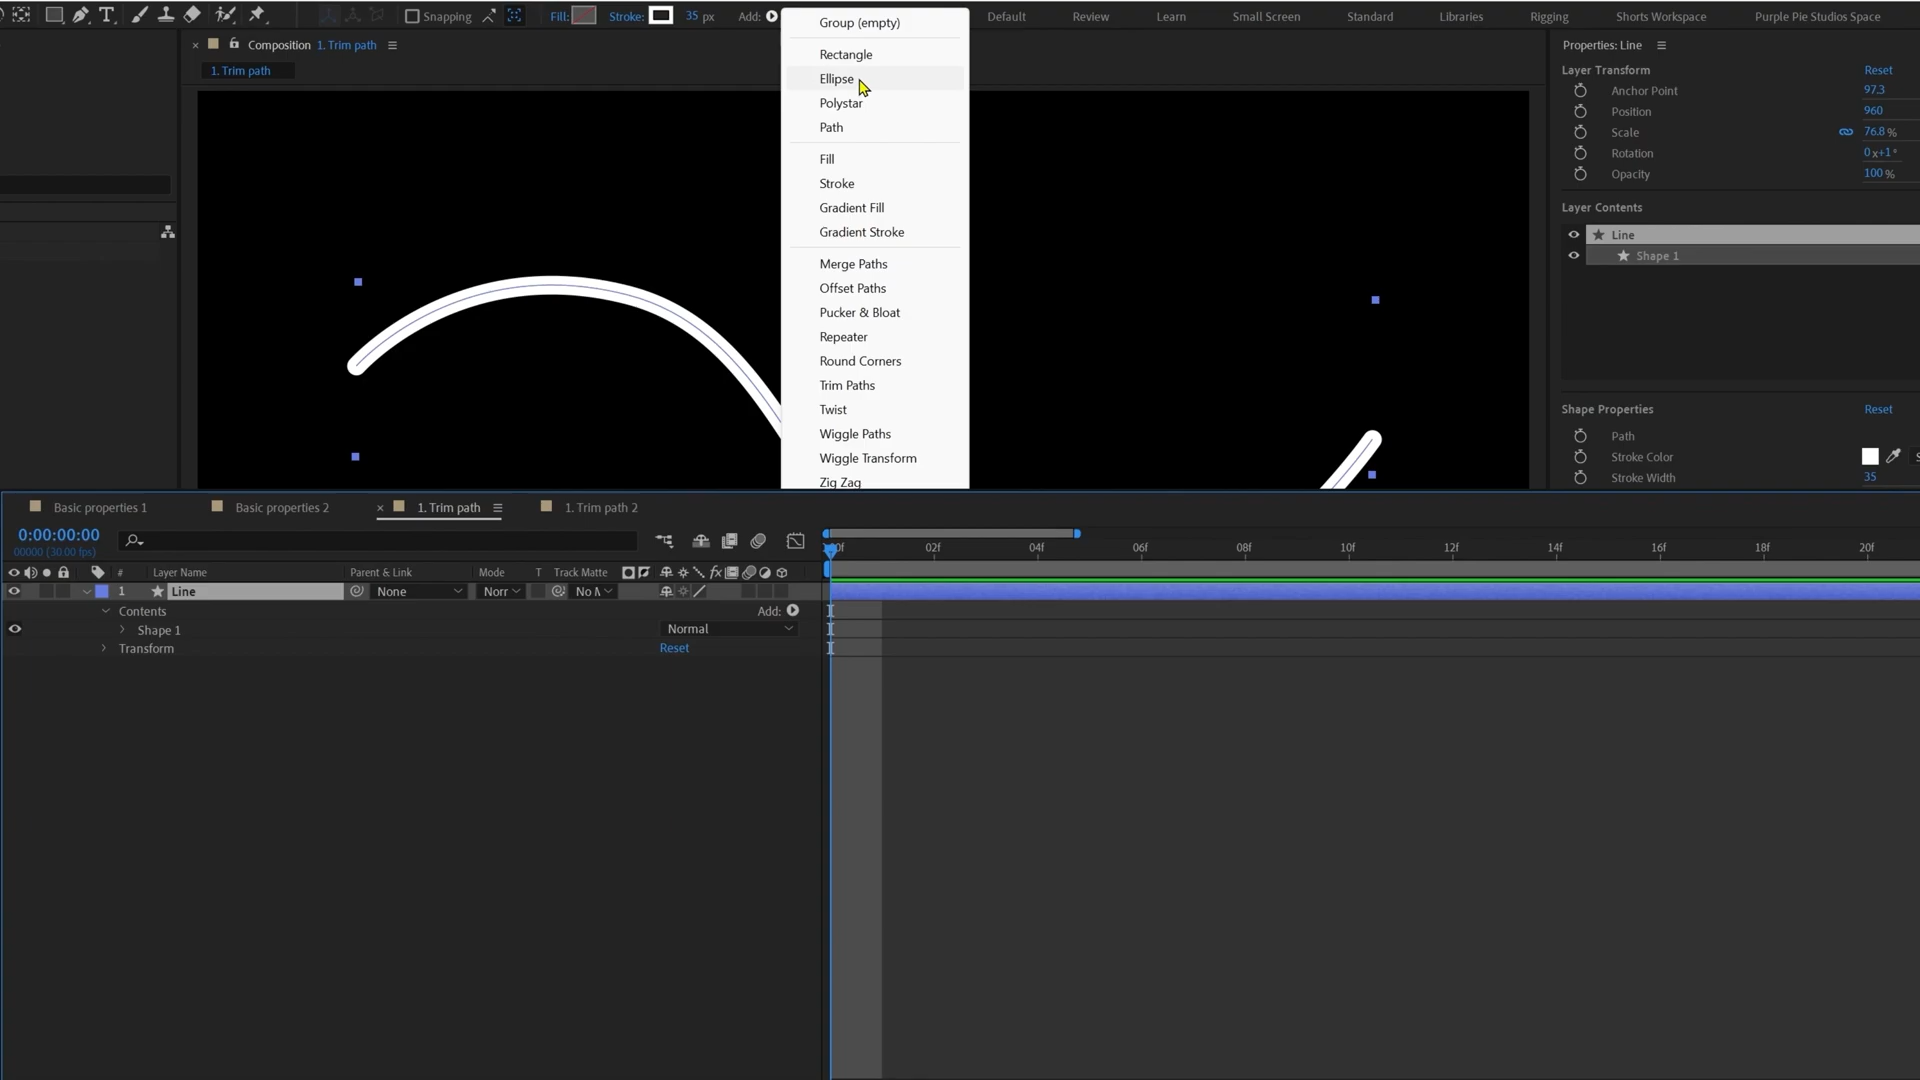 Snapping
Fill:
Stroke:
35 px
Add:
Default
Review
Learn
Small Screen
Standard
Libraries
Rigging
Shorts Workspace
Purple Pie Studios Space
Group (empty)
Rectangle
Ellipse
Polystar
Path
Fill
Stroke
Gradient Fill
Gradient Stroke
Merge Paths
Offset Paths
Pucker & Bloat
Repeater
Round Corners
Trim Paths
Twist
Wiggle Paths
Wiggle Transform
Zig Zag
Composition 1. Trim path
1. Trim path
Properties: Line
Layer Transform Reset
Anchor Point 97.3
Position 960
Scale 76.8 %
Rotation 0x+1°
Opacity 100 %
Layer Contents
Line
Shape 1
Shape Properties Reset
Path
Stroke Color
Stroke Width 35
Basic properties 1
Basic properties 2
1. Trim path
1. Trim path 2
0:00:00:00
00000 (30.00 fps)
02f 04f 06f 08f 10f 12f 14f 16f 18f 20f
# Layer Name Parent & Link Mode T Track Matte
1 Line None Norr No M
Contents Add:
Shape 1 Normal
Transform Reset